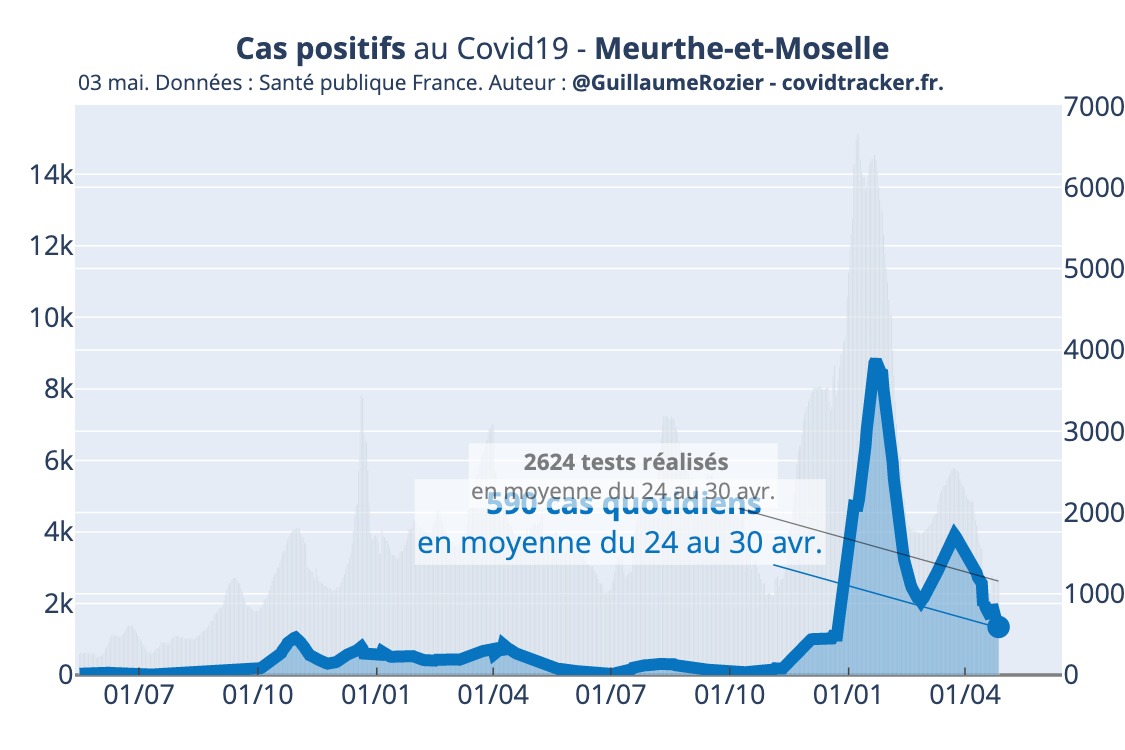 Cas positifs au Covid19 - Meurthe-et-Moselle
03 mai. Données : Santé publique France. Auteur : @GuillaumeRozier - covidtracker.fr.
7000
14k
6000
12k
5000
10k
4000
8k
3000
6k
2624 tests réalisés
en moyenne du 24 au 30 avr.
590 cas quotidiens
en moyenne du 24 au 30 avr.
2000
4k
1000
2k
0
0
01/07
01/10
01/01
01/04
01/07
01/10
01/01
01/04